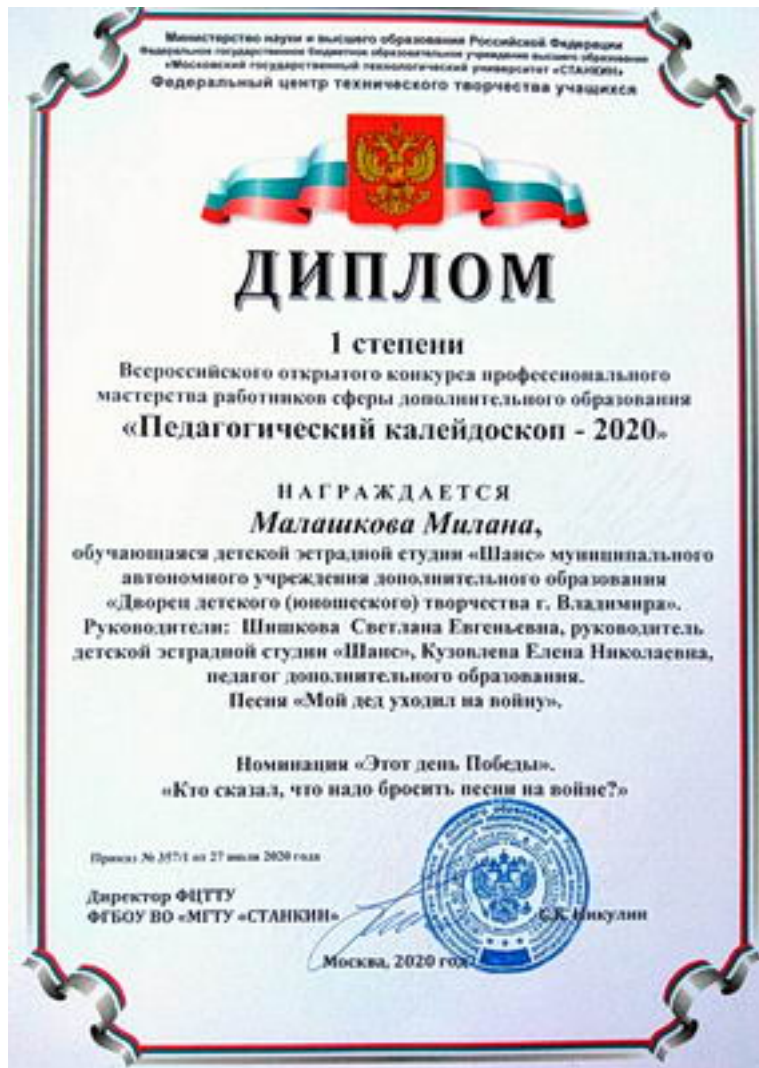 Министерство науки и высшего образования Российской Федерации
Федеральное государственное бюджетное образовательное учреждение высшего образования
«Московский государственный технологический университет «СТАНКИН»
Федеральный центр технического творчества учащихся
ДИПЛОМ
1 степени
Всероссийского открытого конкурса профессионального
мастерства работников сферы дополнительного образования
«Педагогический калейдоскоп - 2020»
НАГРАЖДАЕТСЯ
Малашкова Милана,
обучающаяся детской эстрадной студии «Шанс» муниципального
автономного учреждения дополнительного образования
«Дворец детского (юношеского) творчества г. Владимира».
Руководители: Шишкова Светлана Евгеньевна, руководитель
детской эстрадной студии «Шанс», Кузовлева Елена Николаевна,
педагог дополнительного образования.
Песня «Мой дед уходил на войну».
Номинация «Этот день Победы».
«Кто сказал, что надо бросить песни на войне?»
Приказ № 357/1 от 27 июля 2020 года
Директор ФЦТТУ
ФГБОУ ВО «МГТУ «СТАНКИН» С.К. Никулин
Москва, 2020 год